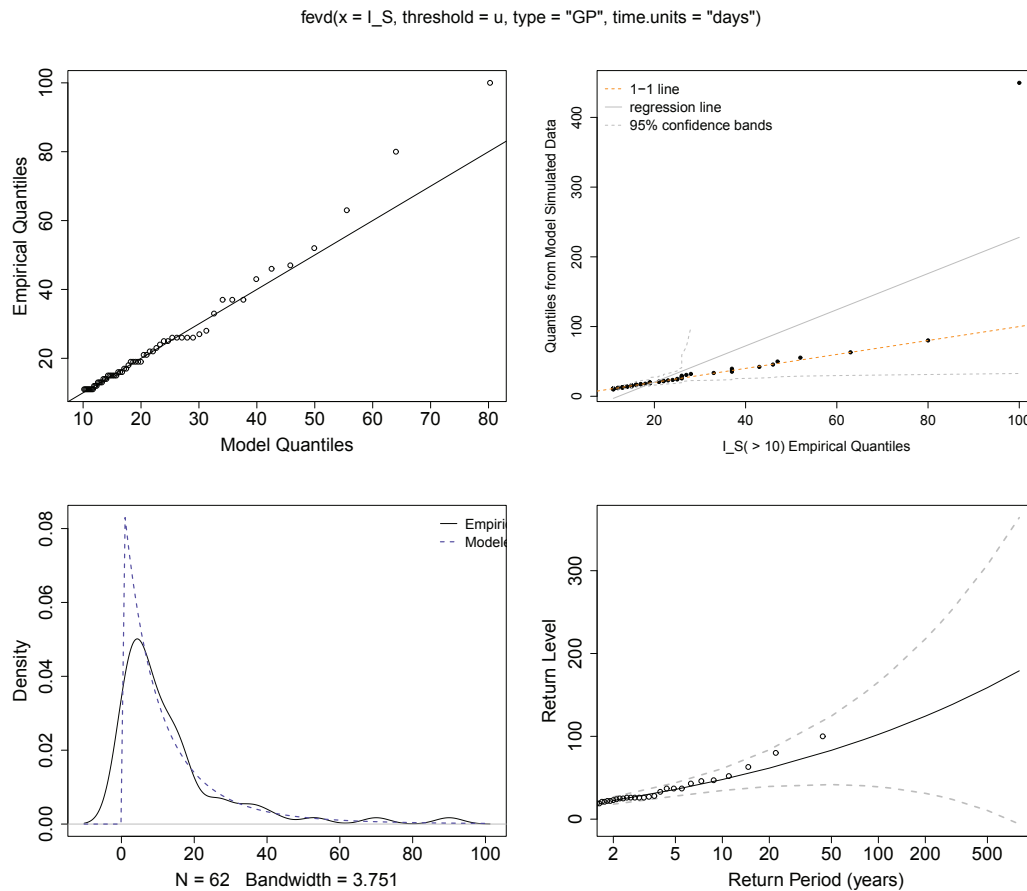 fevd(x = I_S, threshold = u, type = "GP", time.units = "days")
Empirical Quantiles
100
80
60
40
20
10 20 30 40 50 60 70 80
Model Quantiles
Quantiles from Model Simulated Data
400
300
200
100
0
1−1 line
regression line
95% confidence bands
20 40 60 80 100
I_S( > 10) Empirical Quantiles
Density
0.08
0.06
0.04
0.02
0.00
Empiri
Modele
0 20 40 60 80 100
N = 62 Bandwidth = 3.751
Return Level
300
200
100
0
2 5 10 20 50 100 200 500
Return Period (years)